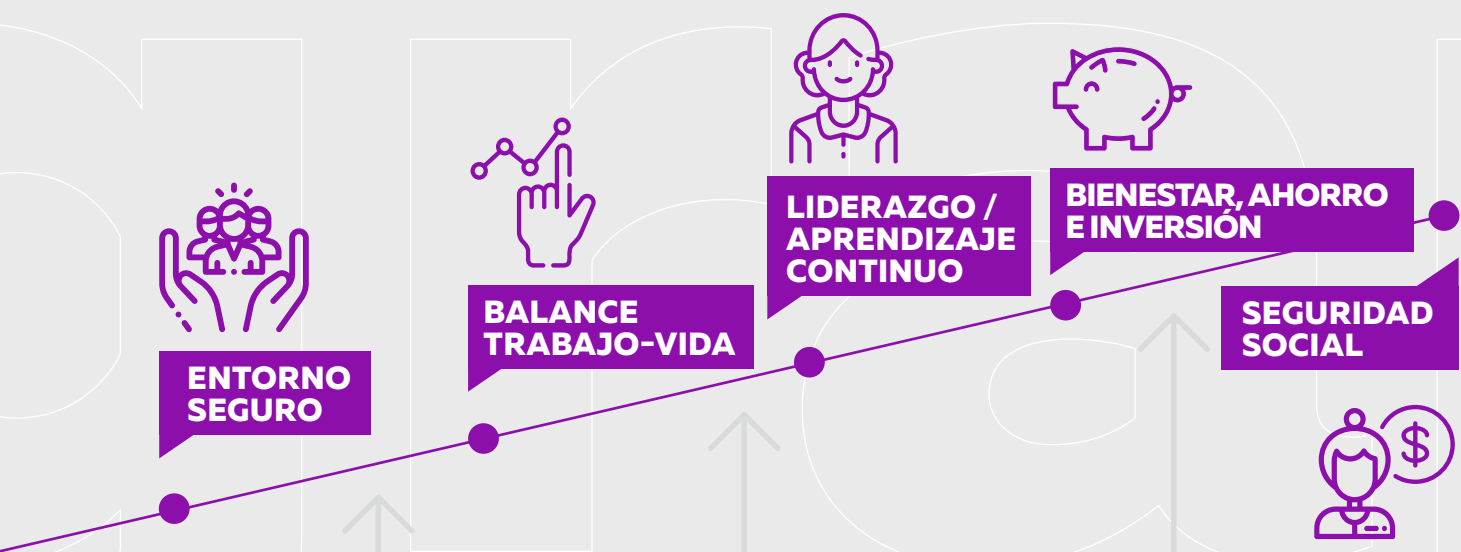 ENTORNO
SEGURO
BALANCE
TRABAJO-VIDA
LIDERAZGO /
APRENDIZAJE
CONTINUO
BIENESTAR, AHORRO
E INVERSIÓN
SEGURIDAD
SOCIAL
$